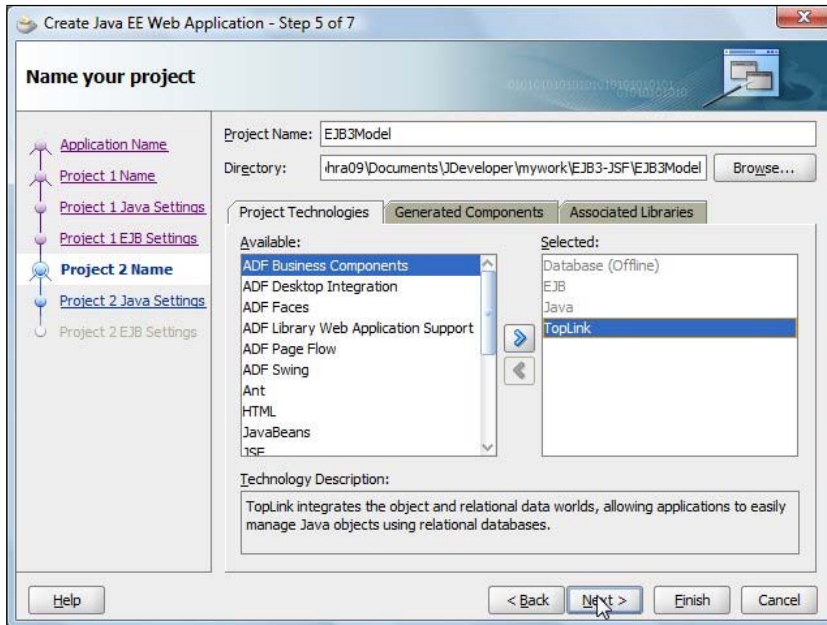 Create Java EE Web Application - Step 5 of 7
Name your project
Application Name
Project 1 Name
Project 1 Java Settings
Project 1 EJB Settings
Project 2 Name
Project 2 Java Settings
Project 2 EJB Settings
Project Name: EJB3Model
Directory: hra09\Documents\JDeveloper\mywork\EJB3-JSF\EJB3Model Browse...
Project Technologies Generated Components Associated Libraries
Available:
ADF Business Components
ADF Desktop Integration
ADF Faces
ADF Library Web Application Support
ADF Page Flow
ADF Swing
Ant
HTML
JavaBeans
JSF
Selected:
Database (Offline)
EJB
Java
TopLink
Technology Description:
TopLink integrates the object and relational data worlds, allowing applications to easily
manage Java objects using relational databases.
Help < Back Next > Finish Cancel